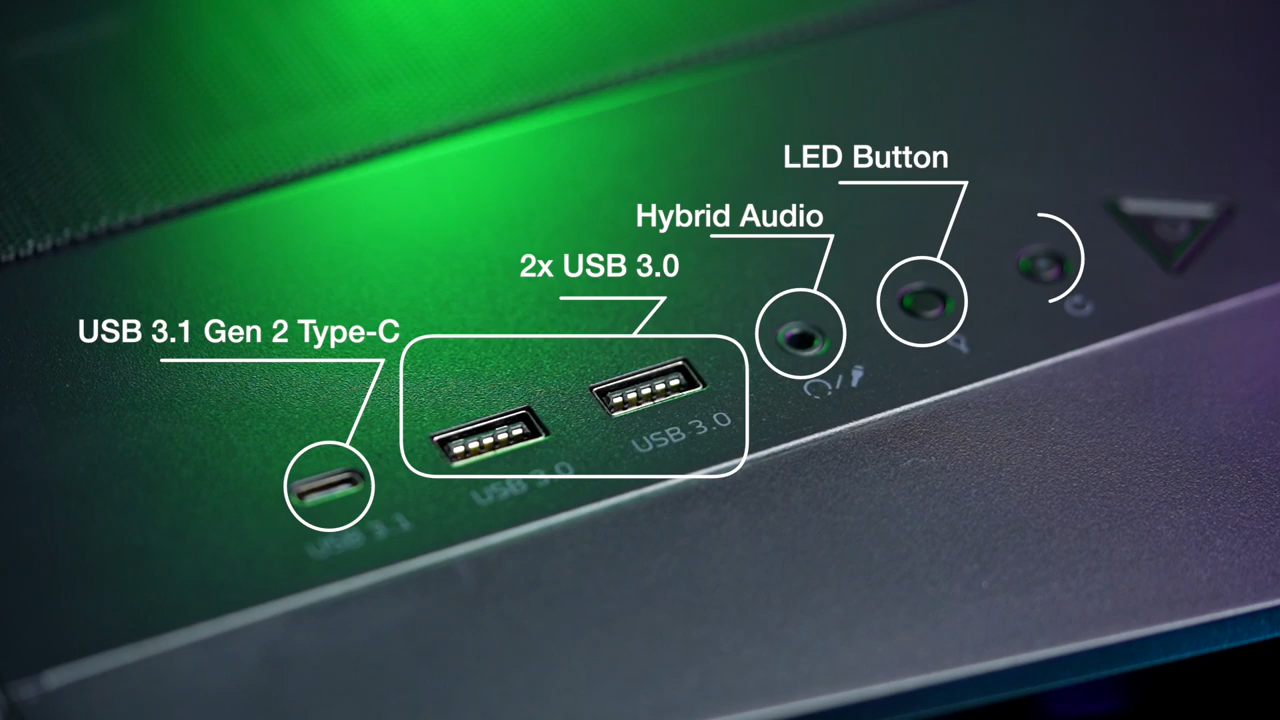 LED Button
Hybrid Audio
2x USB 3.0
USB 3.1 Gen 2 Type-C
USB 3.0
USB 3.0
USB 3.1